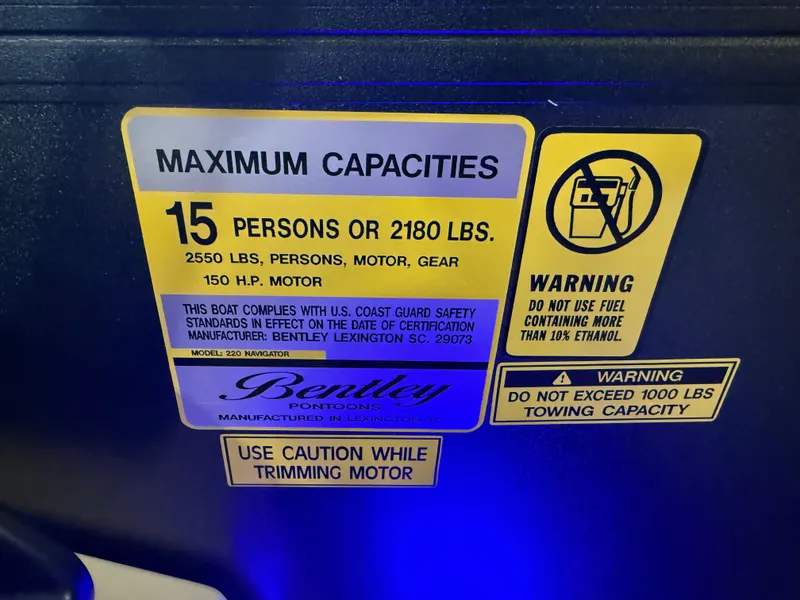 MAXIMUM CAPACITIES
15 PERSONS OR 2180 LBS.
2550 LBS, PERSONS, MOTOR, GEAR
150 H.P. MOTOR
THIS BOAT COMPLIES WITH U.S. COAST GUARD SAFETY
STANDARDS IN EFFECT ON THE DATE OF CERTIFICATION
MANUFACTURER: BENTLEY LEXINGTON SC. 29073
MODEL: 220 NAVIGATOR
Bentley
PONTOONS
MANUFACTURED IN LEXINGTON
USE CAUTION WHILE
TRIMMING MOTOR
WARNING
DO NOT USE FUEL
CONTAINING MORE
THAN 10% ETHANOL.
WARNING
DO NOT EXCEED 1000 LBS
TOWING CAPACITY